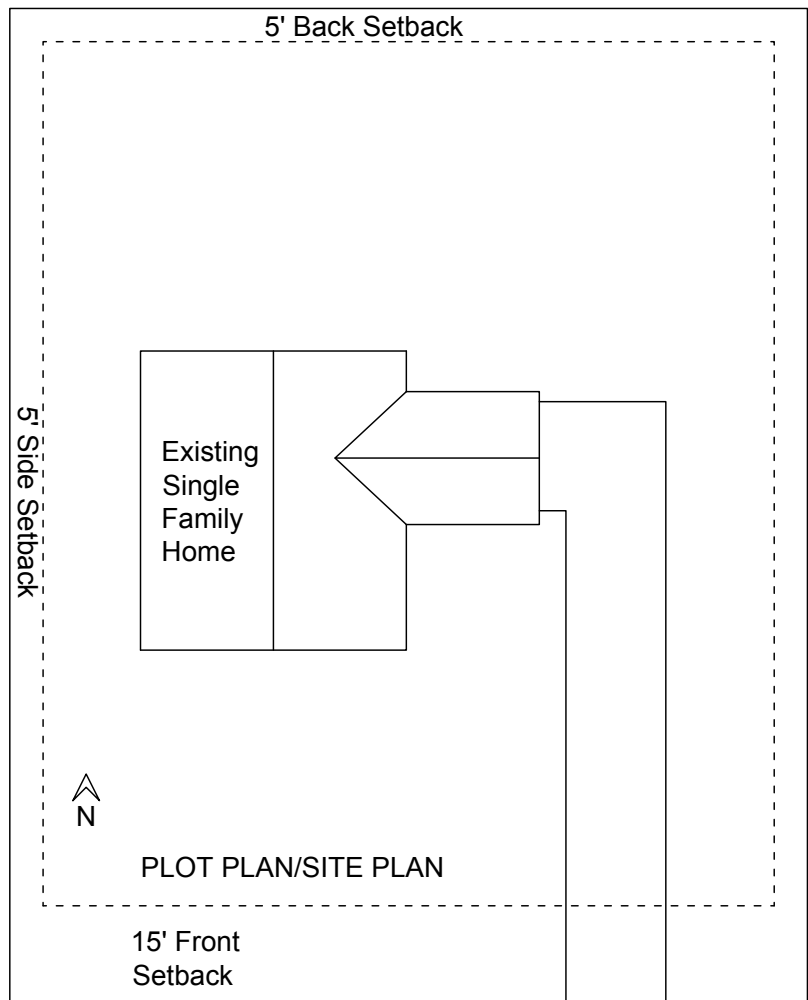 5' Back Setback
5' Side Setback
Existing
Single
Family
Home
N
PLOT PLAN/SITE PLAN
15' Front
Setback